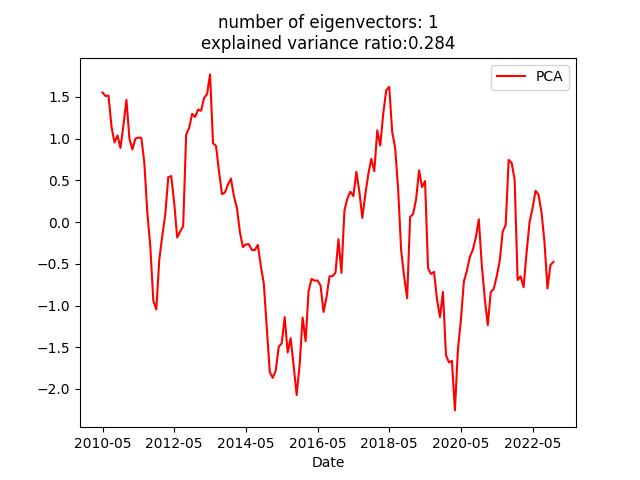 number of eigenvectors: 1
explained variance ratio:0.284
PCA
1.5
1.0
0.5
0.0
−0.5
−1.0
−1.5
−2.0
2010-05 2012-05 2014-05 2016-05 2018-05 2020-05 2022-05
Date